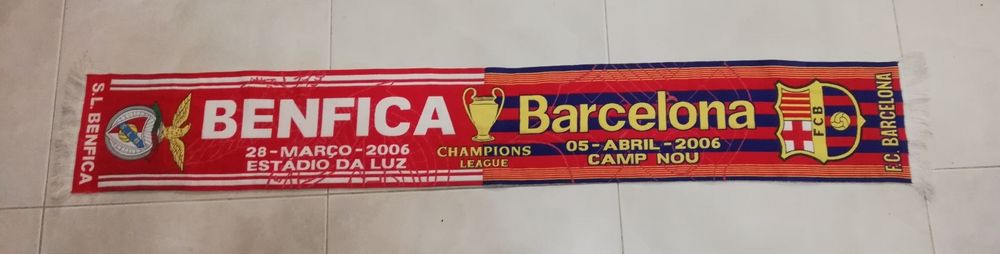 S.L. BENFICA
BENFICA
28-MARÇO-2006
ESTÁDIO DA LUZ
CHAMPIONS
LEAGUE
Barcelona
05-ABRIL-2006
CAMP NOU
FCB
F.C. BARCELONA